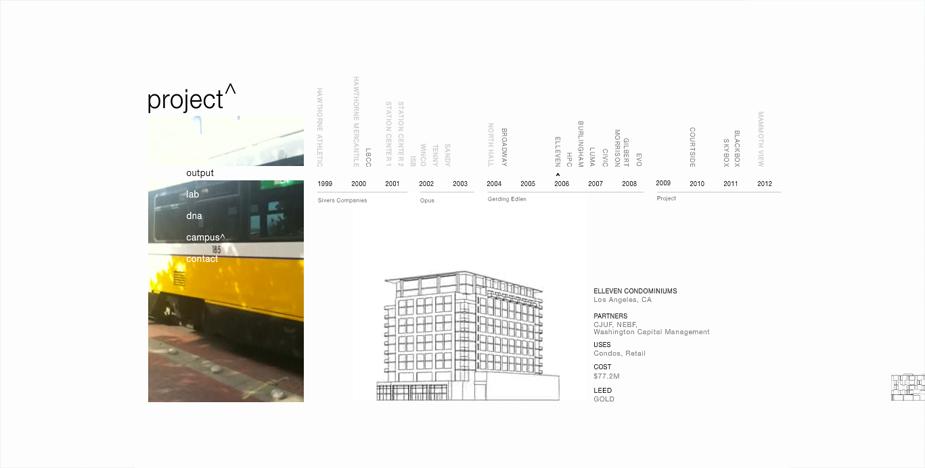 project^
output
lab
dna
campus^
contact
185
HAWTHORNE ATHLETIC
HAWTHORNE MERCANTILE
LBCC
STATION CENTER 1
STATION CENTER 2
ISB
WINCO
TENNY
SANDY
NORTH HALL
BROADWAY
ELLEVEN
HPC
BURLINGHAM
LUMA
CIVIC
MORRISON
GILBERT
EVO
COURTSIDE
SKYBOX
BLACKBOX
MAMMOTH VIEW
^
1999 2000 2001 2002 2003 2004 2005 2006 2007 2008 2009 2010 2011 2012
Sivers Companies Opus Gerding Edlen Project
ELLEVEN CONDOMINIUMS
Los Angeles, CA
PARTNERS
CJUF, NEBF,
Washington Capital Management
USES
Condos, Retail
COST
$77.2M
LEED
GOLD